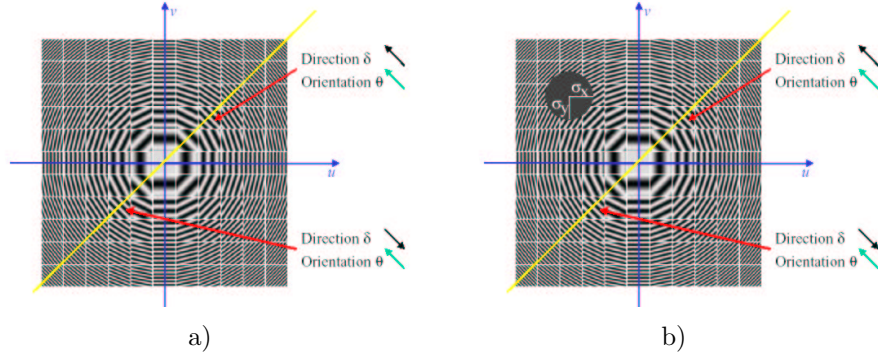 v
Direction δ
Orientation θ
u
Direction δ
Orientation θ
a)
v
Direction δ
Orientation θ
σx
σy
u
Direction δ
Orientation θ
b)